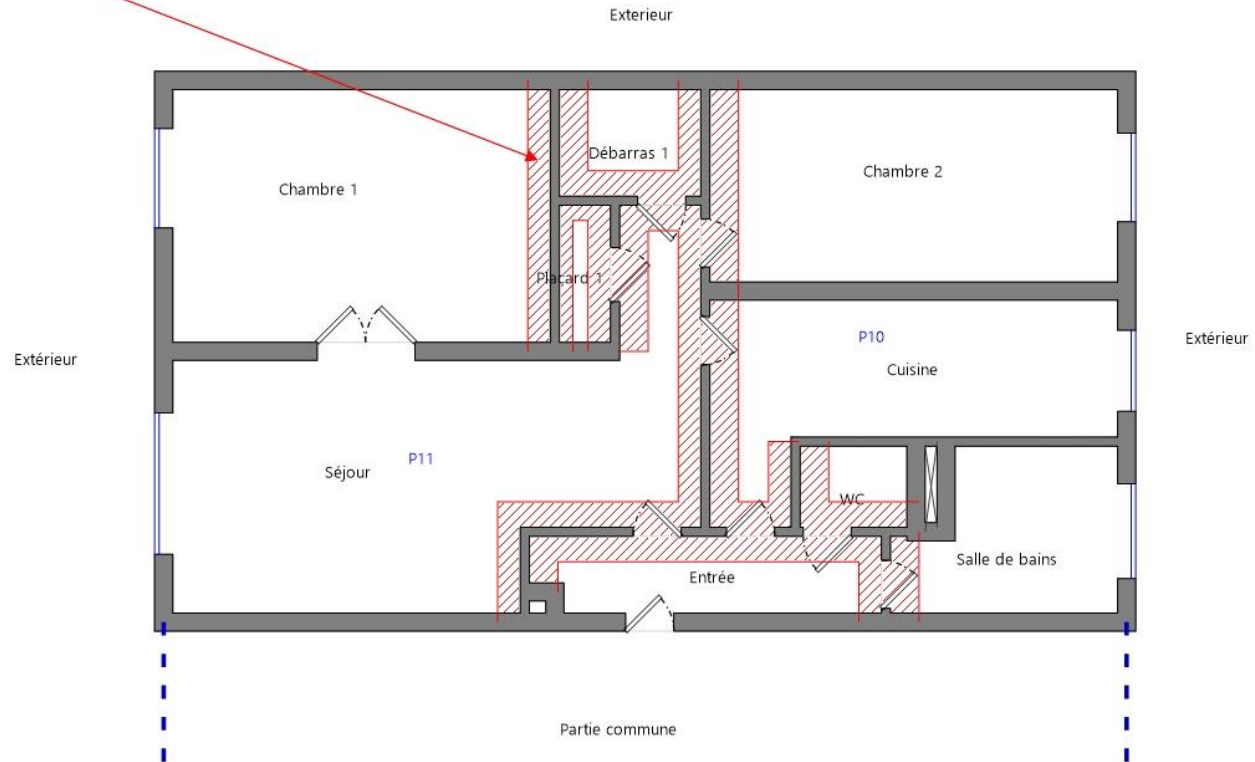 Exterieur
Débarras 1
Chambre 2
Chambre 1
Plaçard 1
P10
Extérieur
Extérieur
Cuisine
P11
Séjour
WC
Salle de bains
Entrée
Partie commune